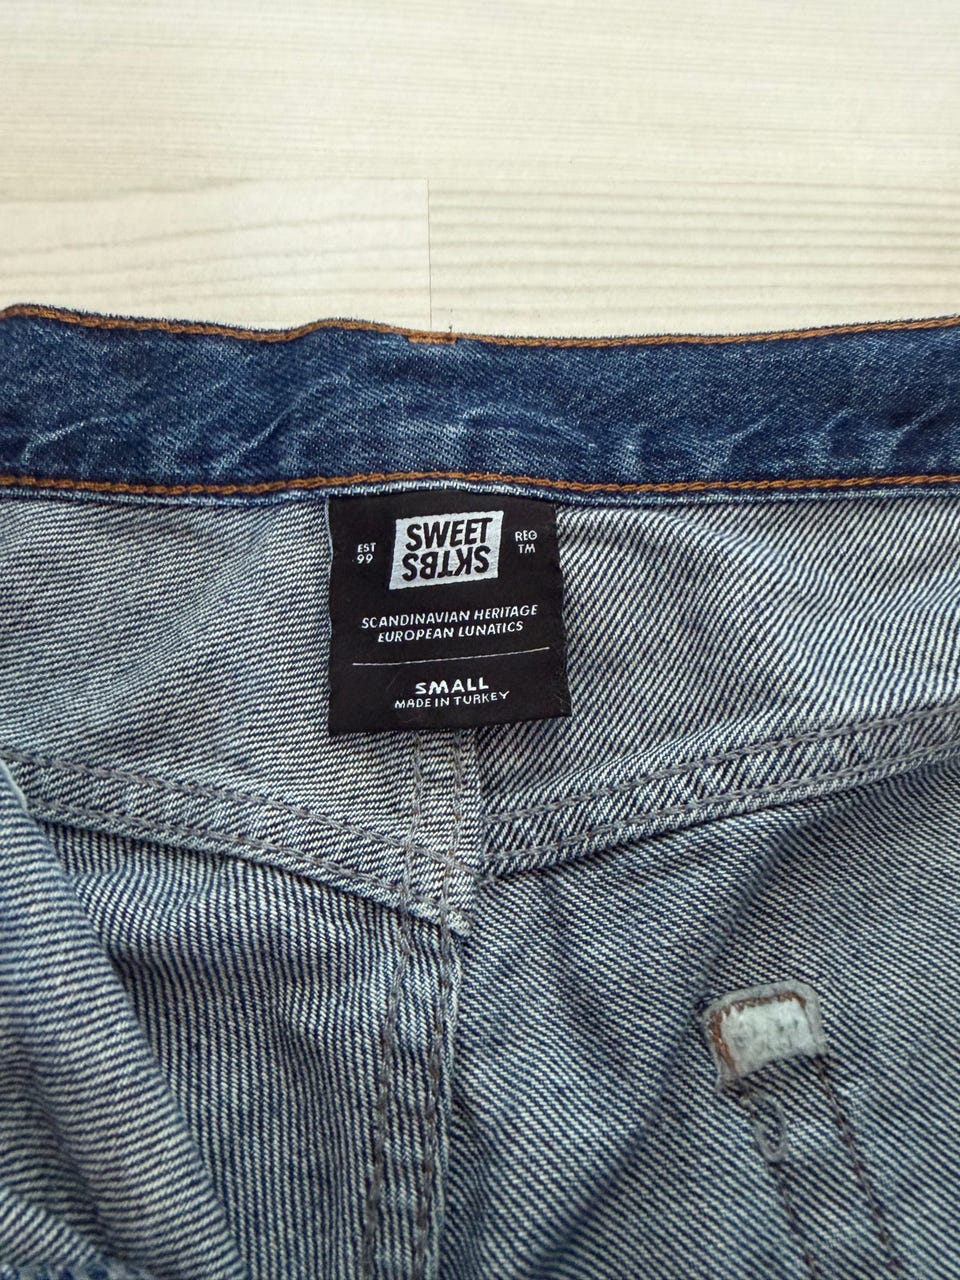 SWEET
SKTBS
EST
99
REG
TM
SCANDINAVIAN HERITAGE
EUROPEAN LUNATICS
SMALL
MADE IN TURKEY